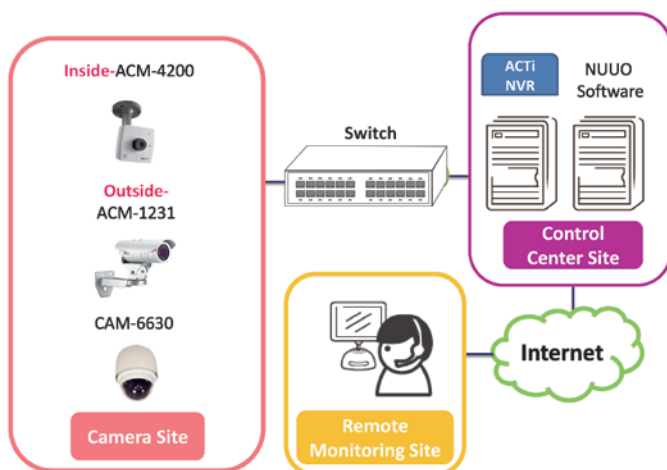 Inside-ACM-4200
Outside-
ACM-1231
CAM-6630
Camera Site
Switch
ACTi
NVR
NUUO
Software
Control
Center Site
Internet
Remote
Monitoring Site